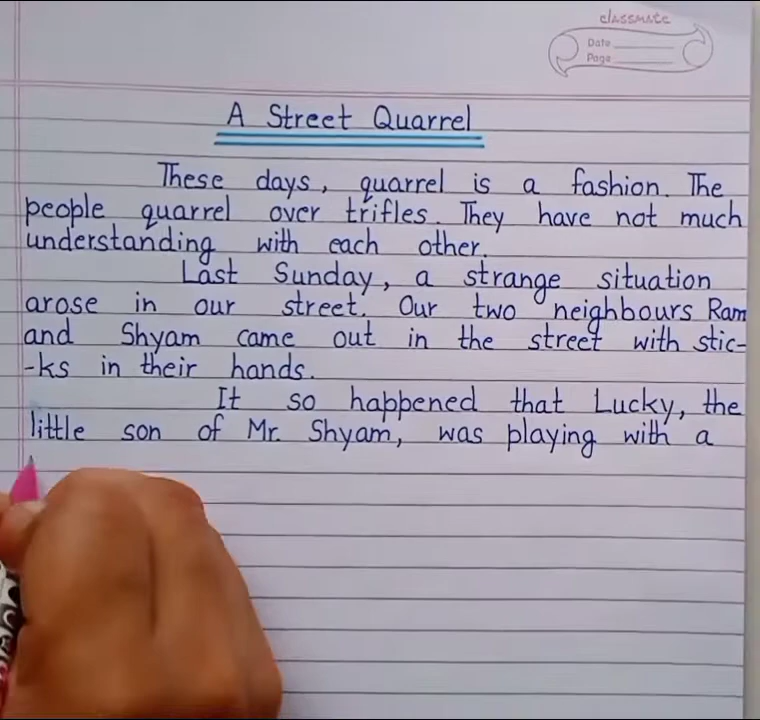 classmate
Date
Page
A Street Quarrel
These days, quarrel is a fashion. The
people quarrel over trifles. They have not much
understanding with each other.
Last Sunday, a strange situation
arose in our street. Our two neighbours Ram
and Shyam came out in the street with stic-
-ks in their hands.
It so happened that Lucky, the
little son of Mr. Shyam, was playing with a